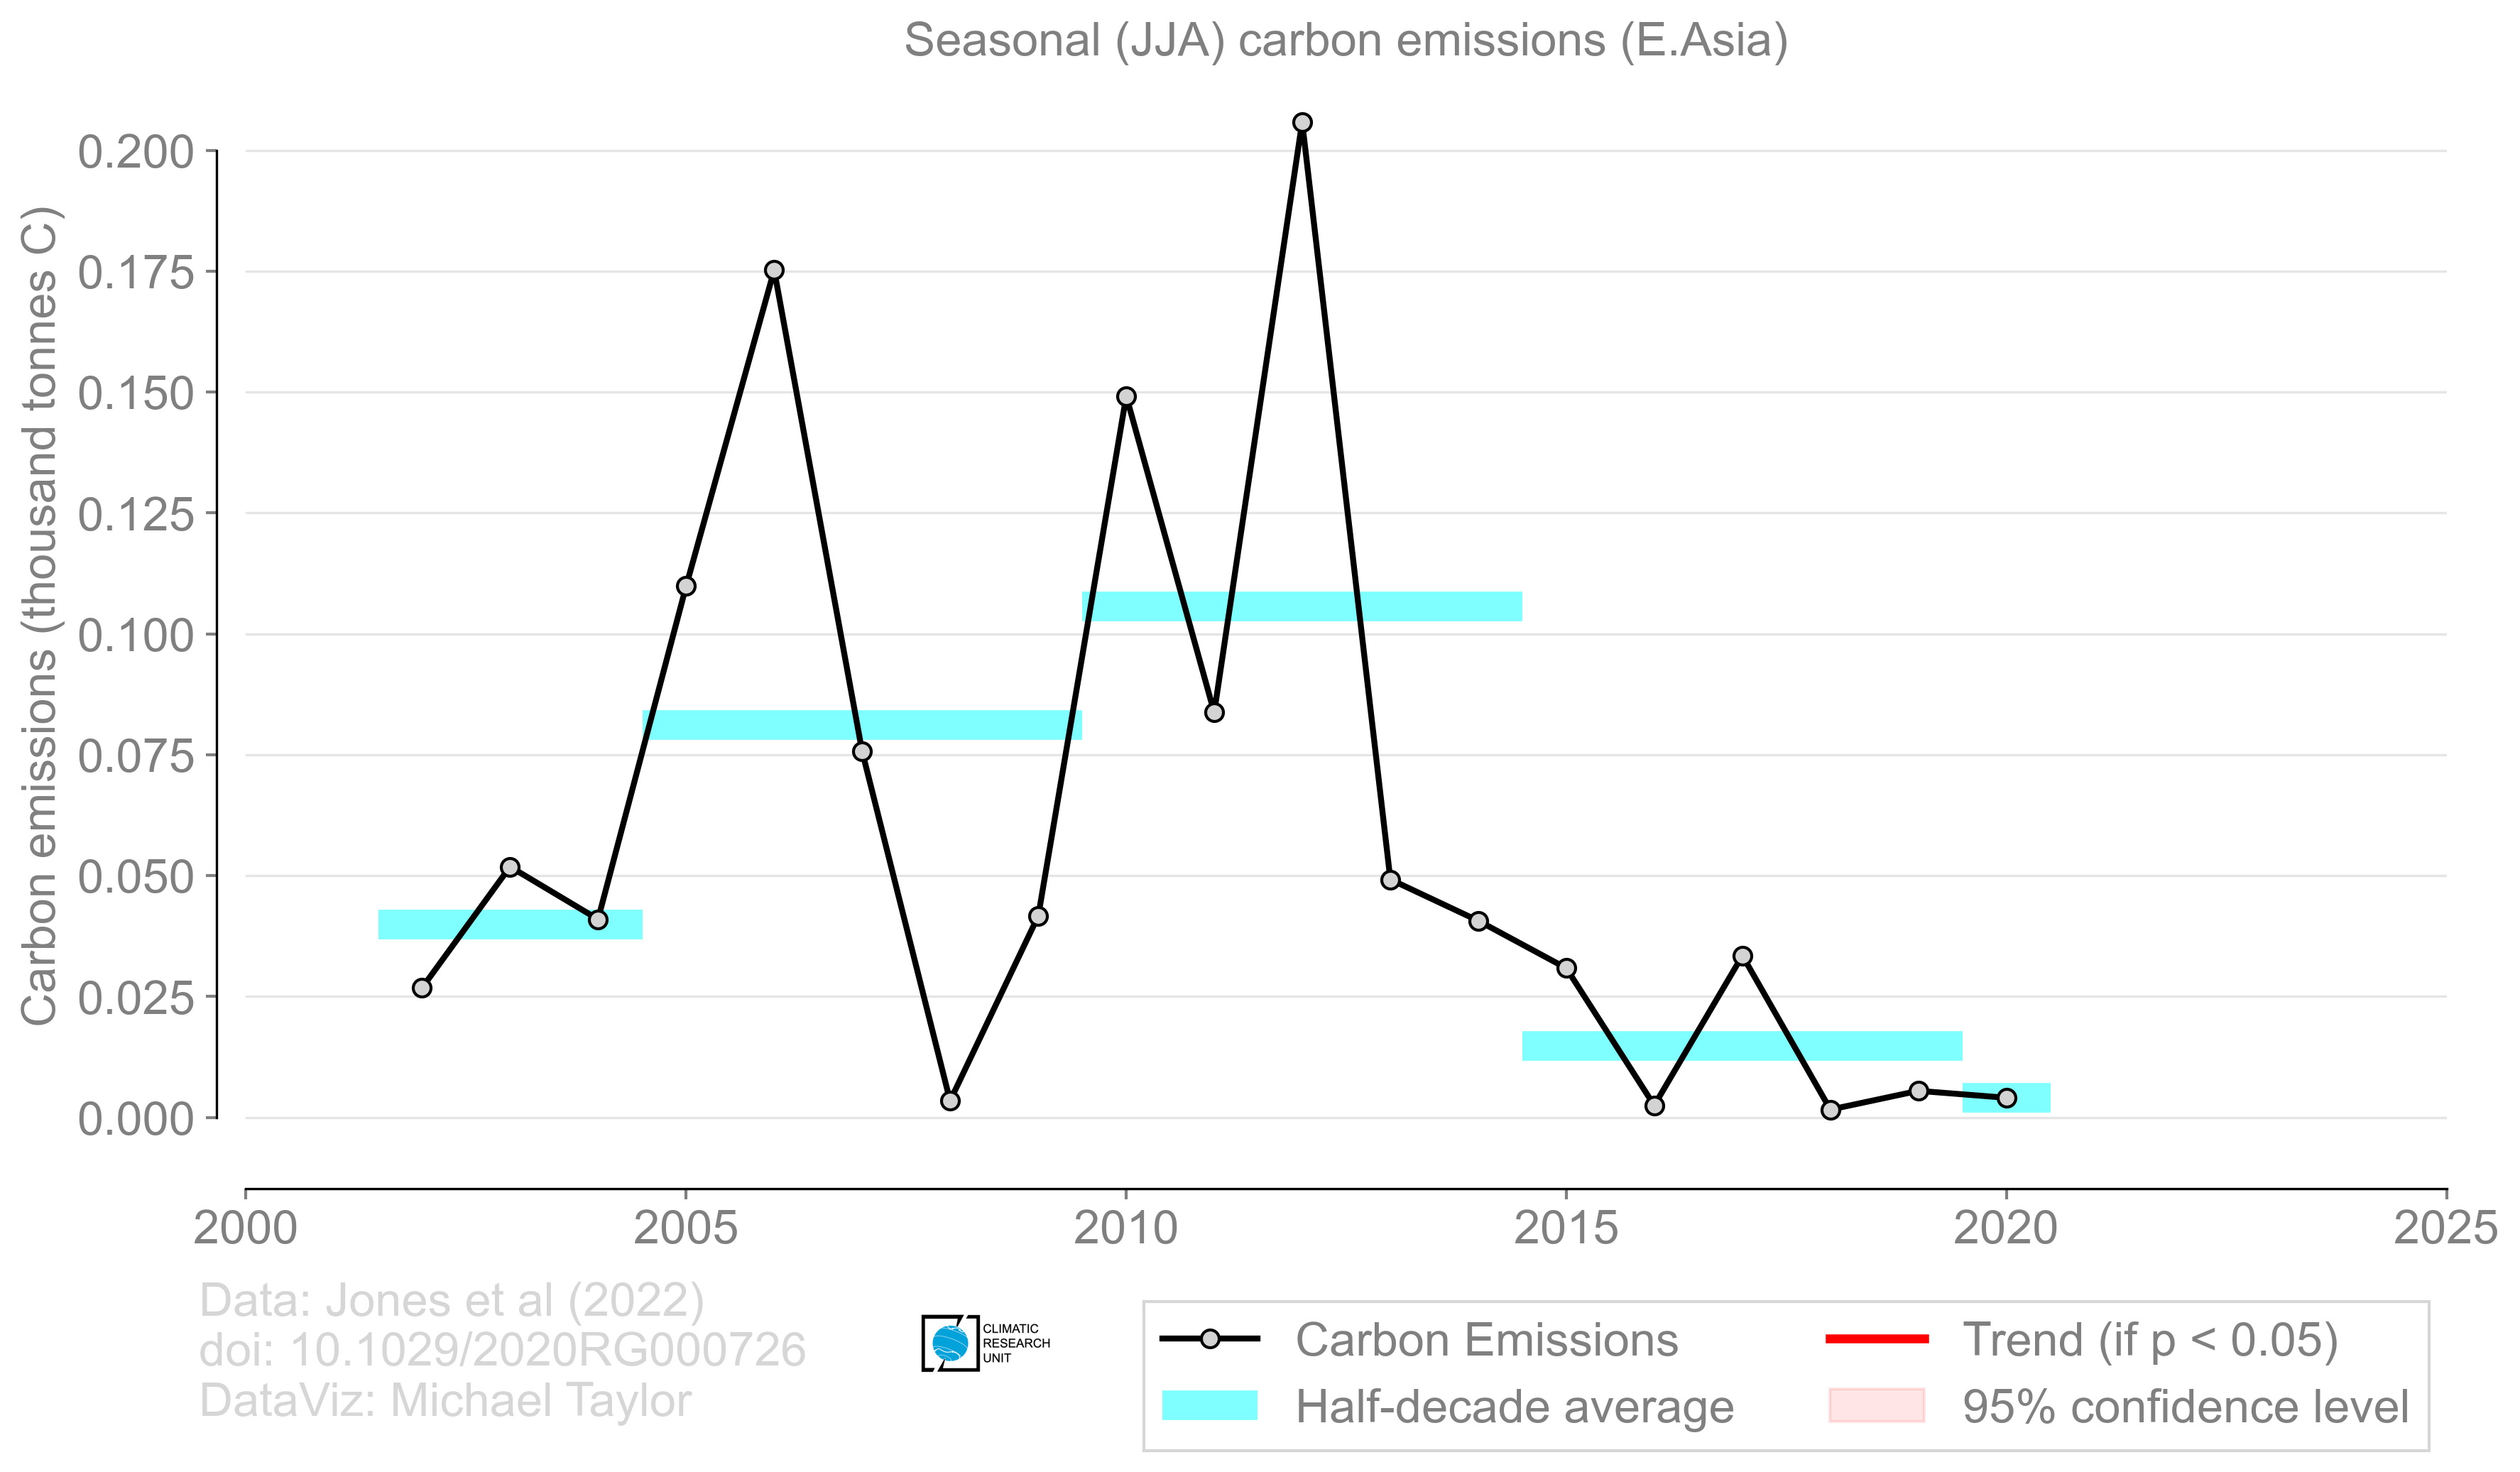 Seasonal (JJA) carbon emissions (E.Asia)
Carbon emissions (thousand tonnes C)
0.200
0.175
0.150
0.125
0.100
0.075
0.050
0.025
0.000
2000 2005 2010 2015 2020 2025
Data: Jones et al (2022)
doi: 10.1029/2020RG000726
DataViz: Michael Taylor
CLIMATIC
RESEARCH
UNIT
Carbon Emissions
Half-decade average
Trend (if p < 0.05)
95% confidence level